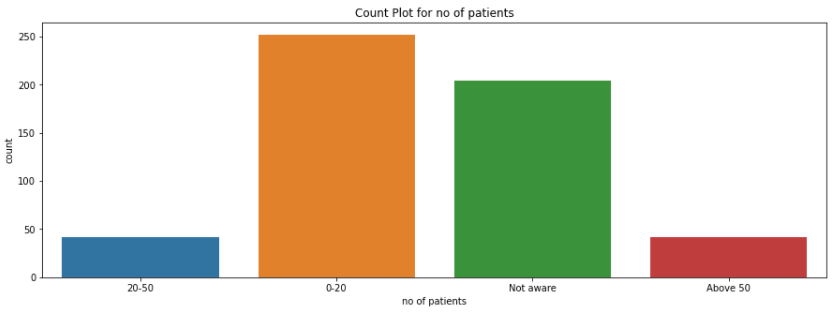 Count Plot for no of patients
250
200
150
100
50
0
count
20-50
0-20
Not aware
Above 50
no of patients